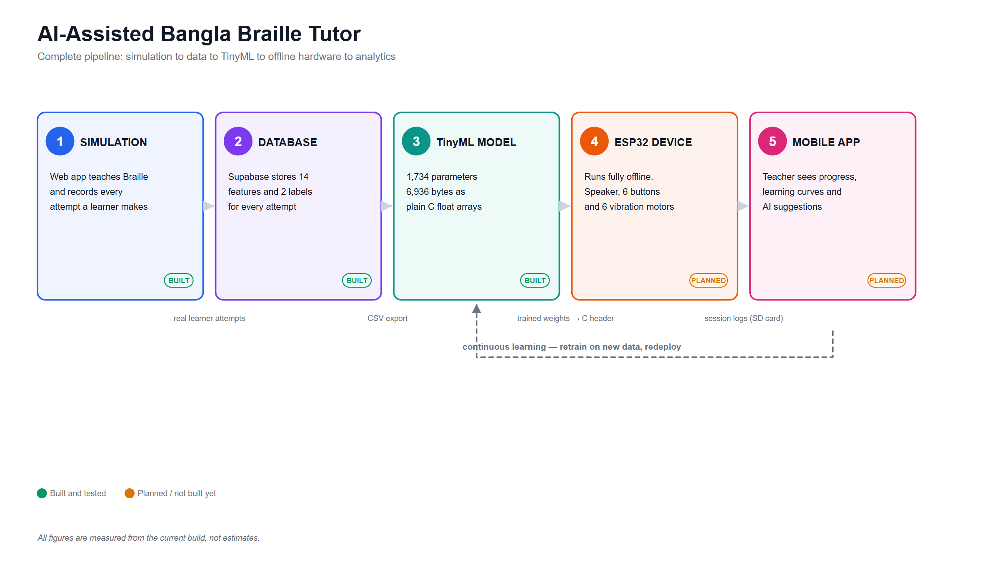 AI-Assisted Bangla Braille Tutor
Complete pipeline: simulation to data to TinyML to offline hardware to analytics
1 SIMULATION
Web app teaches Braille
and records every
attempt a learner makes
BUILT
2 DATABASE
Supabase stores 14
features and 2 labels
for every attempt
BUILT
3 TinyML MODEL
1,734 parameters
6,936 bytes as
plain C float arrays
BUILT
4 ESP32 DEVICE
Runs fully offline.
Speaker, 6 buttons
and 6 vibration motors
PLANNED
5 MOBILE APP
Teacher sees progress,
learning curves and
AI suggestions
PLANNED
real learner attempts
CSV export
trained weights → C header
session logs (SD card)
continuous learning — retrain on new data, redeploy
Built and tested
Planned / not built yet
All figures are measured from the current build, not estimates.